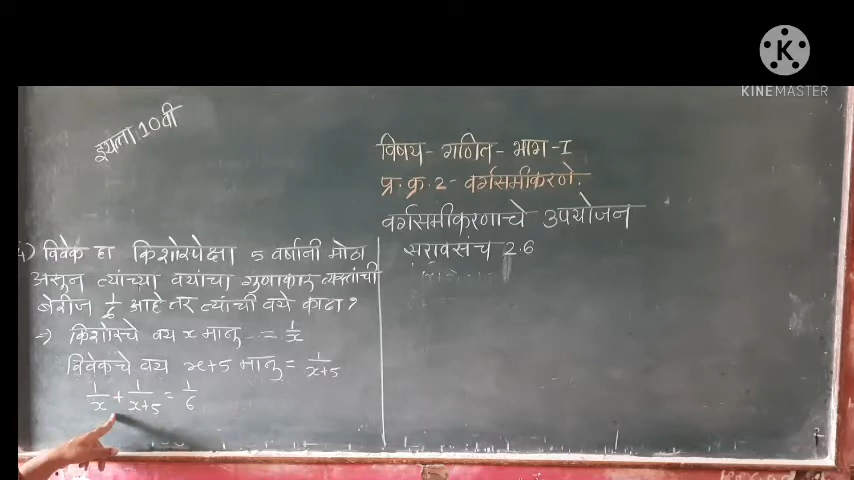 K
KINEMASTER
इयत्ता 10वी
विषय - गणित - भाग - I
प्र. क्र. 2 - वर्गसमीकरणे.
वर्गसमीकरणाचे उपयोजन
सरावसंच 2.6
विवेक हा किशोरपेक्षा 5 वर्षांनी मोठा
असून त्यांच्या वयांचा गुणाकार व्यस्तांची
बेरीज 1/6 आहे तर त्यांची वये काढा?
⇒ किशोरचे वय x मानू = 1/x
विवेकचे वय x+5 मानू = 1/x+5
1/x + 1/x+5 = 1/6